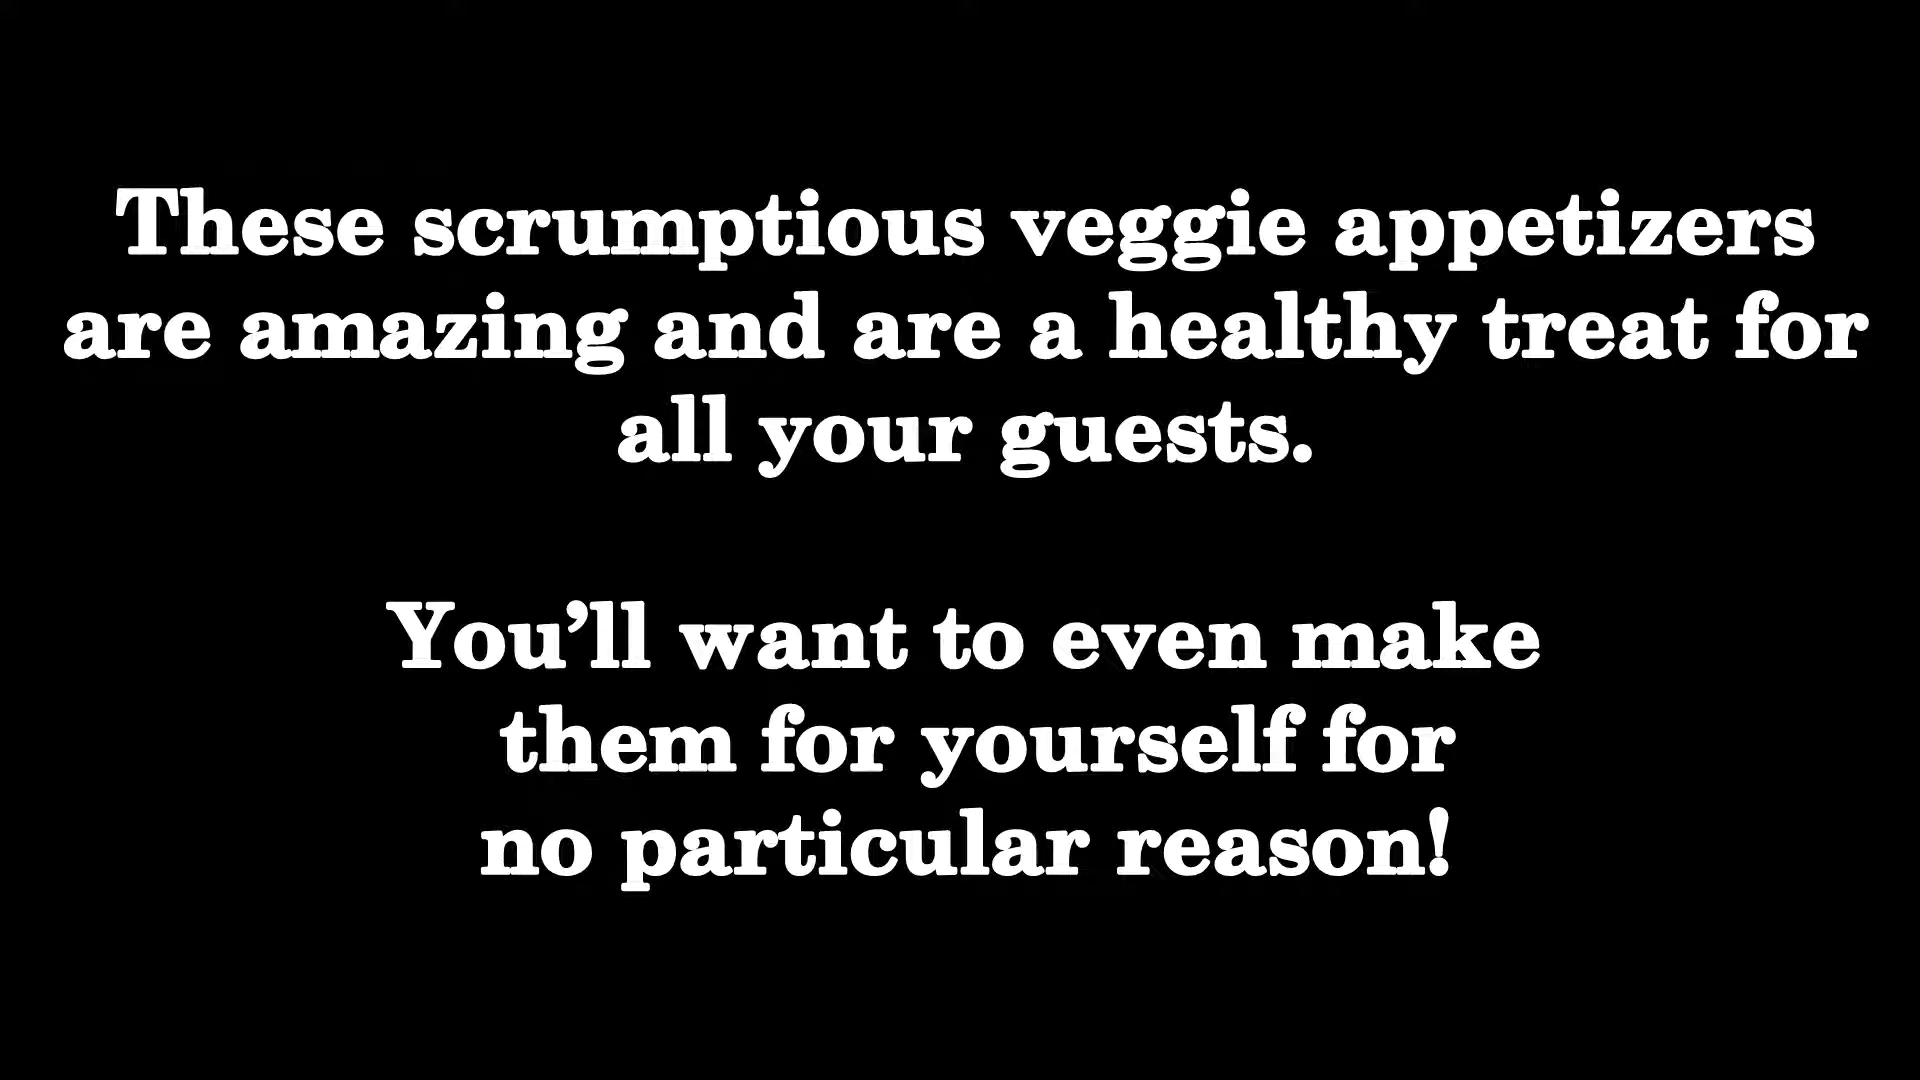 These scrumptious veggie appetizers
are amazing and are a healthy treat for
all your guests.
You’ll want to even make
them for yourself for
no particular reason!